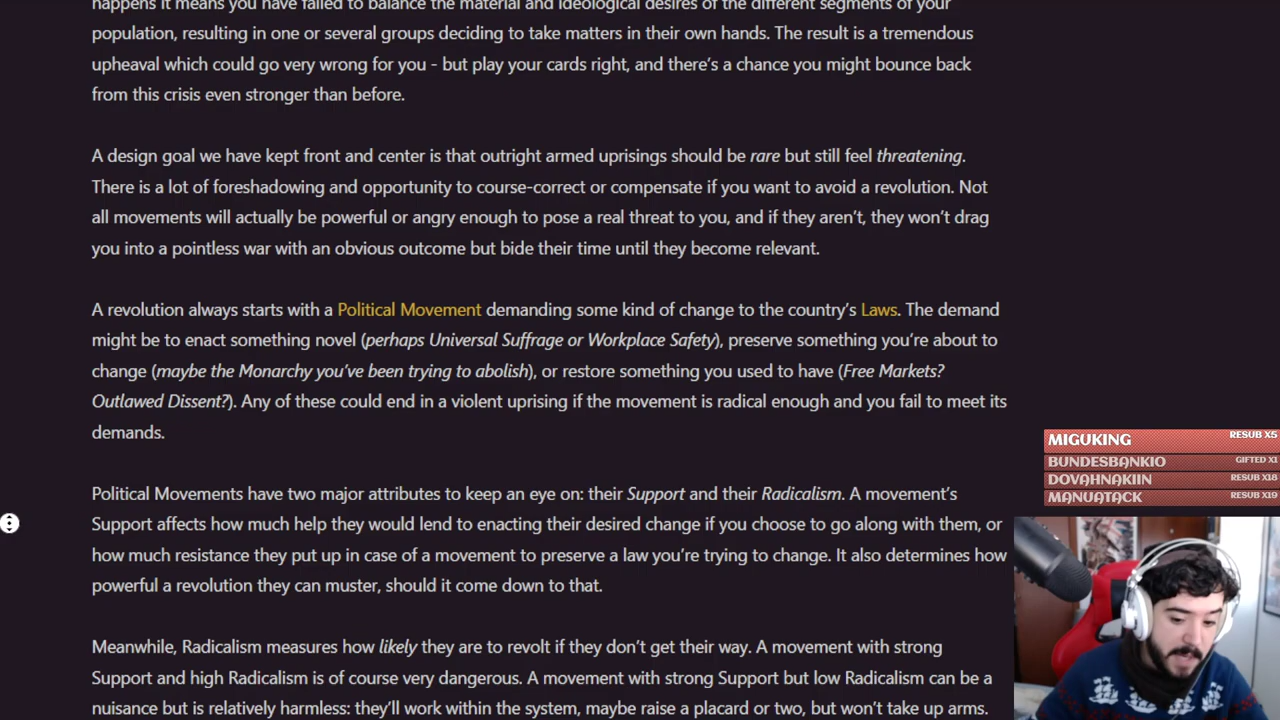 happens it means you have failed to balance the material and ideological desires of the different segments of your
population, resulting in one or several groups deciding to take matters in their own hands. The result is a tremendous
upheaval which could go very wrong for you - but play your cards right, and there's a chance you might bounce back
from this crisis even stronger than before.
A design goal we have kept front and center is that outright armed uprisings should be rare but still feel threatening.
There is a lot of foreshadowing and opportunity to course-correct or compensate if you want to avoid a revolution. Not
all movements will actually be powerful or angry enough to pose a real threat to you, and if they aren't, they won't drag
you into a pointless war with an obvious outcome but bide their time until they become relevant.
A revolution always starts with a Political Movement demanding some kind of change to the country's Laws. The demand
might be to enact something novel (perhaps Universal Suffrage or Workplace Safety), preserve something you're about to
change (maybe the Monarchy you've been trying to abolish), or restore something you used to have (Free Markets?
Outlawed Dissent?). Any of these could end in a violent uprising if the movement is radical enough and you fail to meet its
demands.
Political Movements have two major attributes to keep an eye on: their Support and their Radicalism. A movement's
Support affects how much help they would lend to enacting their desired change if you choose to go along with them, or
how much resistance they put up in case of a movement to preserve a law you're trying to change. It also determines how
powerful a revolution they can muster, should it come down to that.
Meanwhile, Radicalism measures how likely they are to revolt if they don't get their way. A movement with strong
Support and high Radicalism is of course very dangerous. A movement with strong Support but low Radicalism can be a
nuisance but is relatively harmless: they'll work within the system, maybe raise a placard or two, but won't take up arms.
MIGUKING RESUB X5
BUNDESBANKIO GIFTED X1
DOVAHNAKIIN RESUB X18
MANUATACK RESUB X19